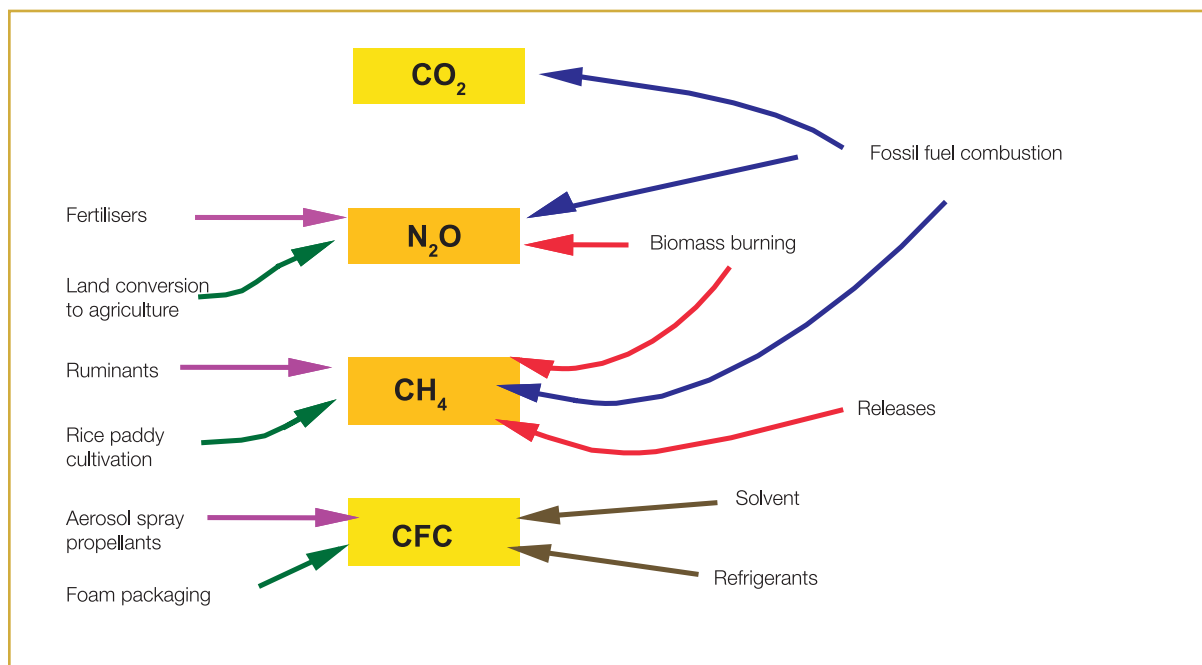 CO₂
Fossil fuel combustion
Fertilisers
N₂O
Biomass burning
Land conversion
to agriculture
Ruminants
CH₄
Releases
Rice paddy
cultivation
Solvent
Aerosol spray
propellants
CFC
Refrigerants
Foam packaging